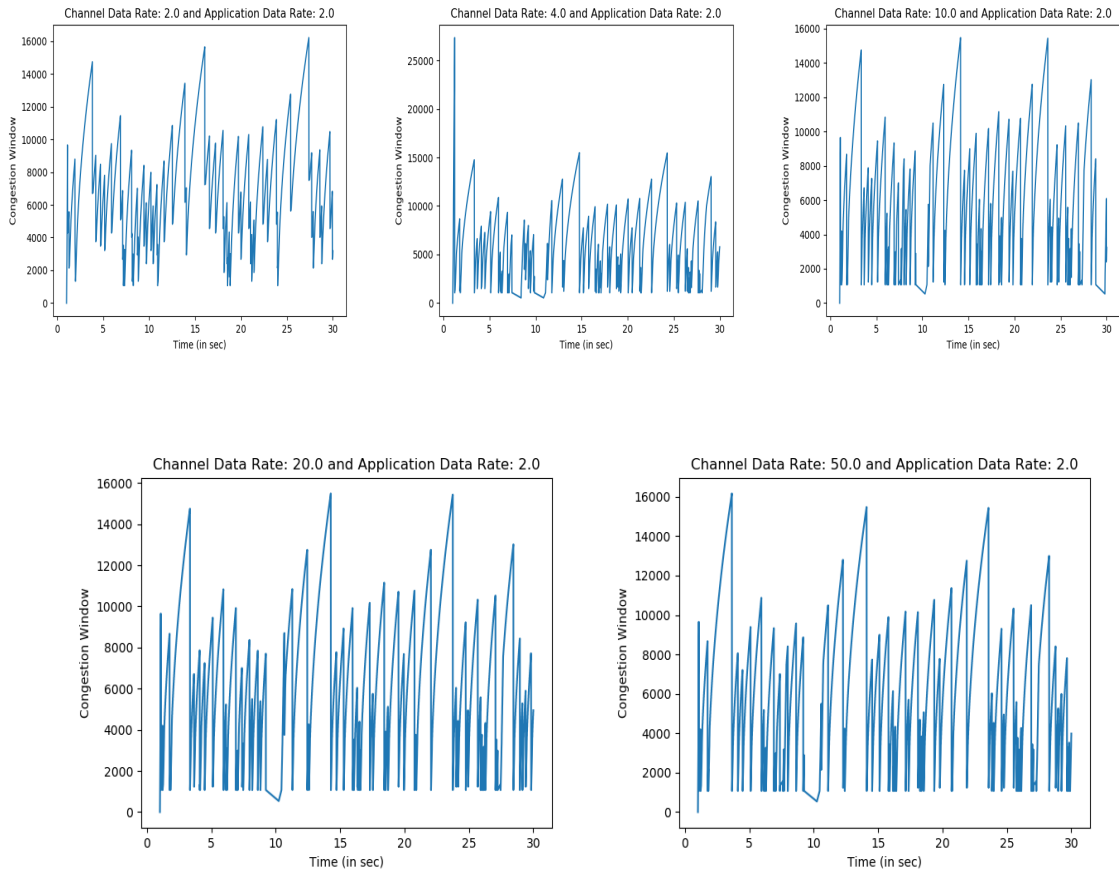 Channel Data Rate: 2.0 and Application Data Rate: 2.0
16000
14000
12000
10000
8000
6000
4000
2000
0
Congestion Window
0 5 10 15 20 25 30
Time (in sec)
Channel Data Rate: 4.0 and Application Data Rate: 2.0
25000
20000
15000
10000
5000
0
Congestion Window
0 5 10 15 20 25 30
Time (in sec)
Channel Data Rate: 10.0 and Application Data Rate: 2.0
16000
14000
12000
10000
8000
6000
4000
2000
0
Congestion Window
0 5 10 15 20 25 30
Time (in sec)
Channel Data Rate: 20.0 and Application Data Rate: 2.0
16000
14000
12000
10000
8000
6000
4000
2000
0
Congestion Window
0 5 10 15 20 25 30
Time (in sec)
Channel Data Rate: 50.0 and Application Data Rate: 2.0
16000
14000
12000
10000
8000
6000
4000
2000
0
Congestion Window
0 5 10 15 20 25 30
Time (in sec)